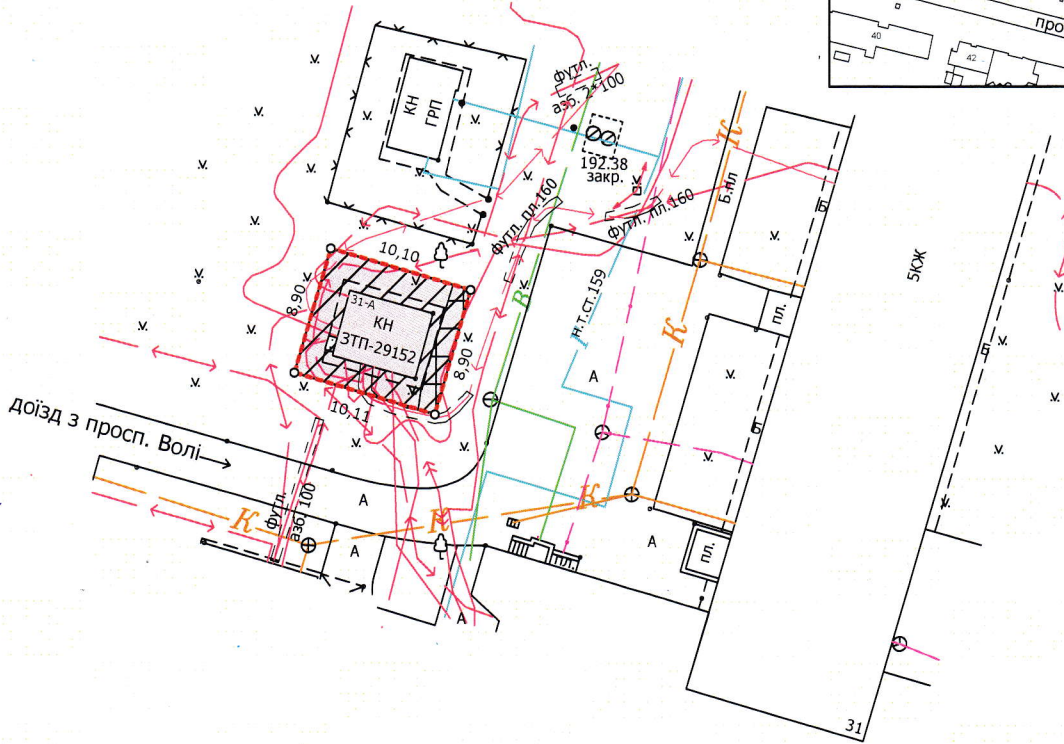 про
40
42
футл.
азб. 2*100
КН
ГРП
192.38
закр.
К
Б.пл
футл. пл.160
футл. пл.160
Б
10,10
8,90
31-А
КН
ЗТП-29152
8,90
10,11
В
Г
н.т.ст.159
К
5КЖ
пл.
Б
А
Б
доїзд з просп. Волі
А
футл.
азб. 100
К
К
К
А
А
А
пл.
пл.
А
31